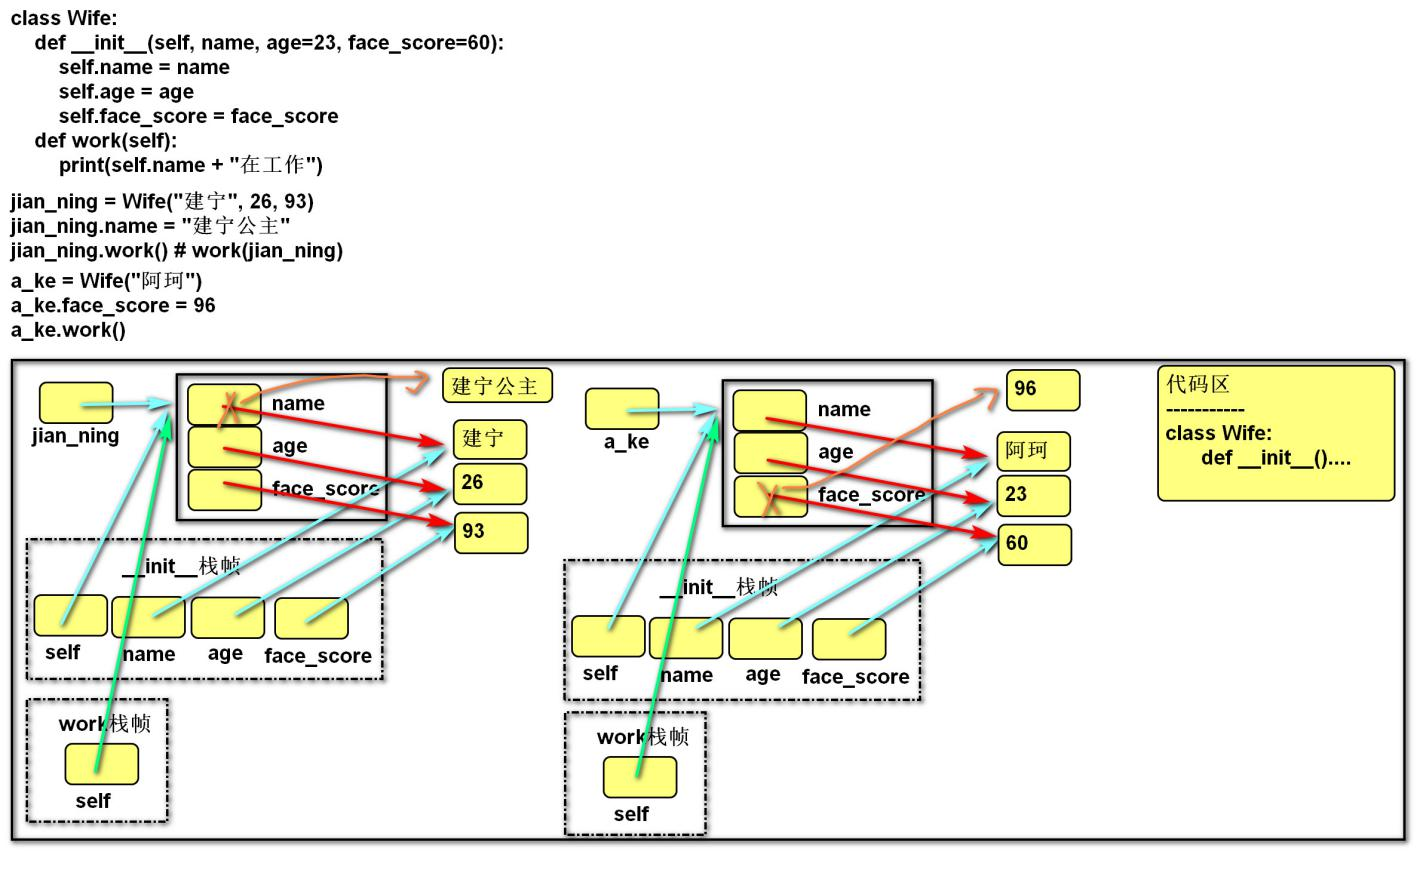 class Wife:
def __init__(self, name, age=23, face_score=60):
self.name = name
self.age = age
self.face_score = face_score
def work(self):
print(self.name + "在工作")
jian_ning = Wife("建宁", 26, 93)
jian_ning.name = "建宁公主"
jian_ning.work() # work(jian_ning)
a_ke = Wife("阿珂")
a_ke.face_score = 96
a_ke.work()
jian_ning
name
age
face_score
建宁公主
建宁
26
93
__init__栈帧
self
name
age
face_score
work栈帧
self
a_ke
name
age
face_score
96
阿珂
23
60
__init__栈帧
self
name
age
face_score
work栈帧
self
代码区
-----------
class Wife:
def __init__()....